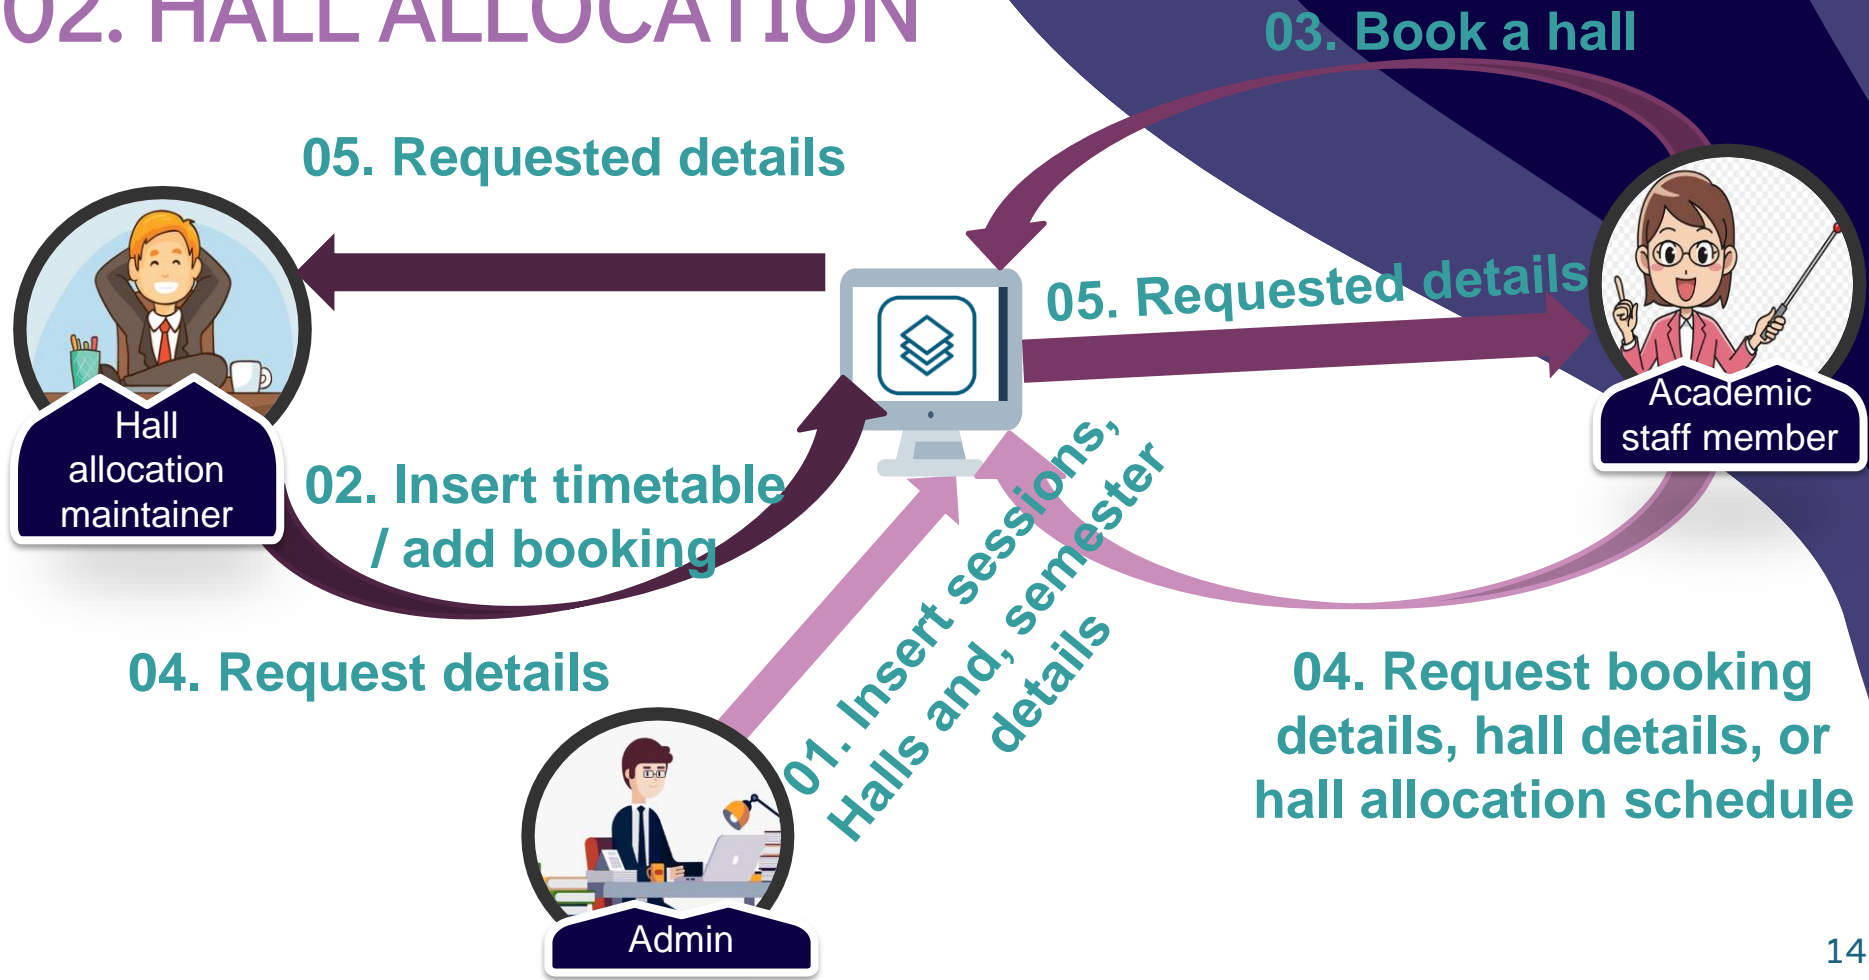 02. HALL ALLOCATION
03. Book a hall
05. Requested details
05. Requested details
Hall
allocation
maintainer
Academic
staff member
02. Insert timetable
/ add booking
01. Insert sessions,
Halls and, semester
details
04. Request details
04. Request booking
details, hall details, or
hall allocation schedule
Admin
14